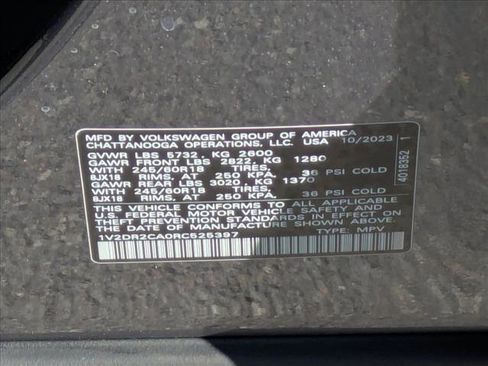 MFD BY VOLKSWAGEN GROUP OF AMERICA
CHATTANOOGA OPERATIONS, LLC. USA 10/2023
GVWR LBS 5732 KG 2600
GAWR FRONT LBS 2822 KG 1280
WITH 245/60R18 TIRES,
8JX18 RIMS, AT 250 KPA, 36 PSI COLD
GAWR REAR LBS 3020 KG 1370
WITH 245/60R18 TIRES,
8JX18 RIMS, AT 250 KPA, 36 PSI COLD
THIS VEHICLE CONFORMS TO ALL APPLICABLE
U.S. FEDERAL MOTOR VEHICLE SAFETY AND
THEFT PREVENTION STANDARDS IN EFFECT ON
THE DATE OF MANUFACTURE SHOWN ABOVE.
1V2DR2CA0RC525397 TYPE: MPV
4018352 1